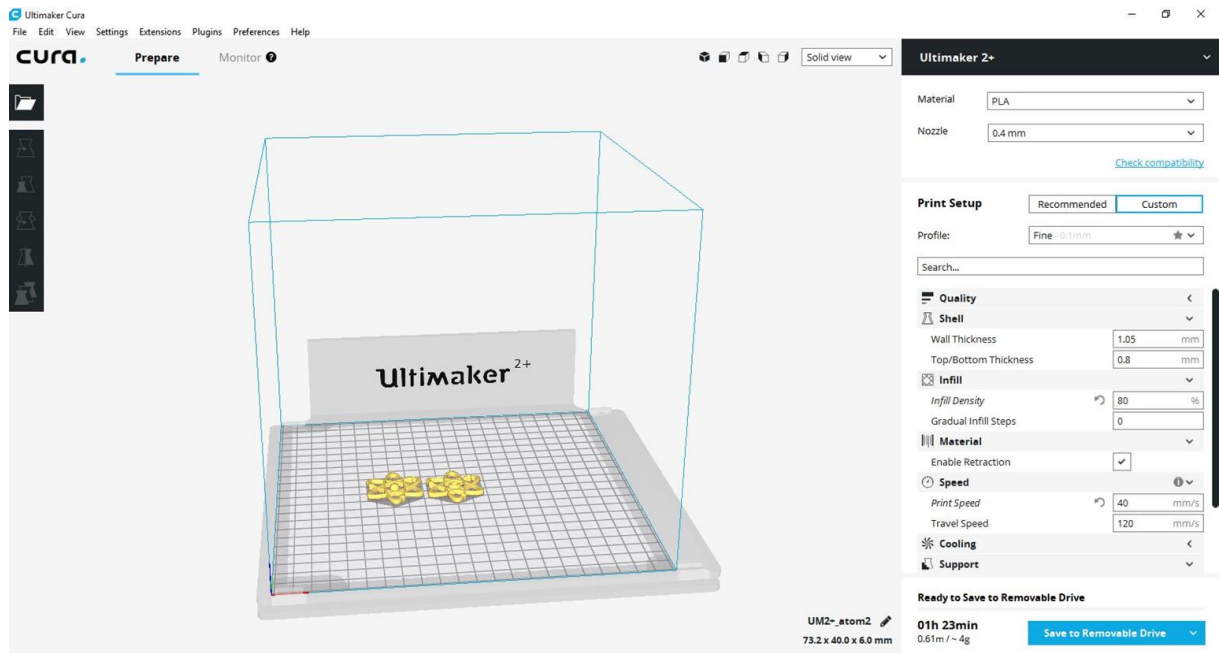 Ultimaker Cura
File Edit View Settings Extensions Plugins Preferences Help
cura.
Prepare
Monitor ?
Solid view
Ultimaker 2+
Material
PLA
Nozzle
0.4 mm
Check compatibility
Print Setup
Recommended
Custom
Profile:
Fine - 0.1mm
Search...
Quality
Shell
Wall Thickness 1.05 mm
Top/Bottom Thickness 0.8 mm
Infill
Infill Density 80 %
Gradual Infill Steps 0
Material
Enable Retraction
Speed
Print Speed 40 mm/s
Travel Speed 120 mm/s
Cooling
Support
Ultimaker 2+
UM2+_atom2
73.2 x 40.0 x 6.0 mm
Ready to Save to Removable Drive
01h 23min
0.61m / ~ 4g
Save to Removable Drive